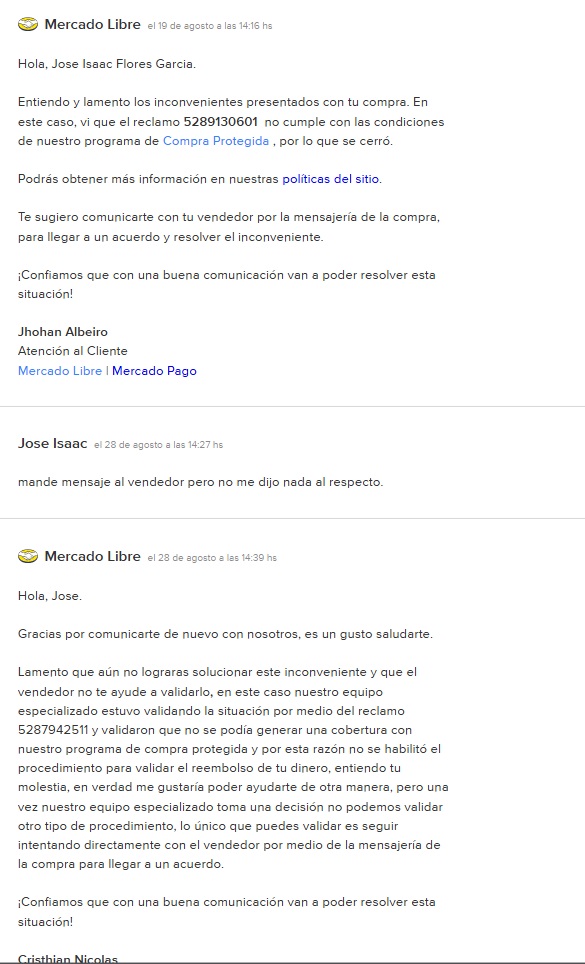 Mercado Libre el 19 de agosto a las 14:16 hs
Hola, Jose Isaac Flores Garcia.
Entiendo y lamento los inconvenientes presentados con tu compra. En
este caso, vi que el reclamo 5289130601 no cumple con las condiciones
de nuestro programa de Compra Protegida , por lo que se cerró.
Podrás obtener más información en nuestras políticas del sitio.
Te sugiero comunicarte con tu vendedor por la mensajería de la compra,
para llegar a un acuerdo y resolver el inconveniente.
¡Confiamos que con una buena comunicación van a poder resolver esta
situación!
Jhohan Albeiro
Atención al Cliente
Mercado Libre | Mercado Pago
Jose Isaac el 28 de agosto a las 14:27 hs
mande mensaje al vendedor pero no me dijo nada al respecto.
Mercado Libre el 28 de agosto a las 14:39 hs
Hola, Jose.
Gracias por comunicarte de nuevo con nosotros, es un gusto saludarte.
Lamento que aún no lograras solucionar este inconveniente y que el
vendedor no te ayude a validarlo, en este caso nuestro equipo
especializado estuvo validando la situación por medio del reclamo
5287942511 y validaron que no se podía generar una cobertura con
nuestro programa de compra protegida y por esta razón no se habilitó el
procedimiento para validar el reembolso de tu dinero, entiendo tu
molestia, en verdad me gustaría poder ayudarte de otra manera, pero una
vez nuestro equipo especializado toma una decisión no podemos validar
otro tipo de procedimiento, lo único que puedes validar es seguir
intentando directamente con el vendedor por medio de la mensajería de
la compra para llegar a un acuerdo.
¡Confiamos que con una buena comunicación van a poder resolver esta
situación!
Cristhian Nicolas